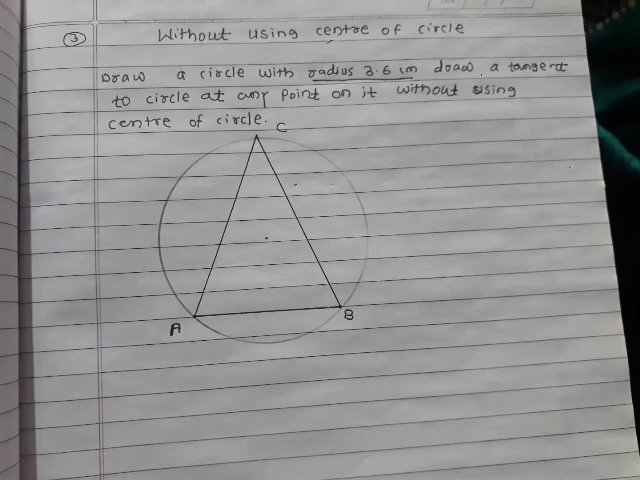 ③ Without using centre of circle
Draw a circle with radius 3.6 cm draw a tangent
to circle at any point on it without using
centre of circle.
C
A
B